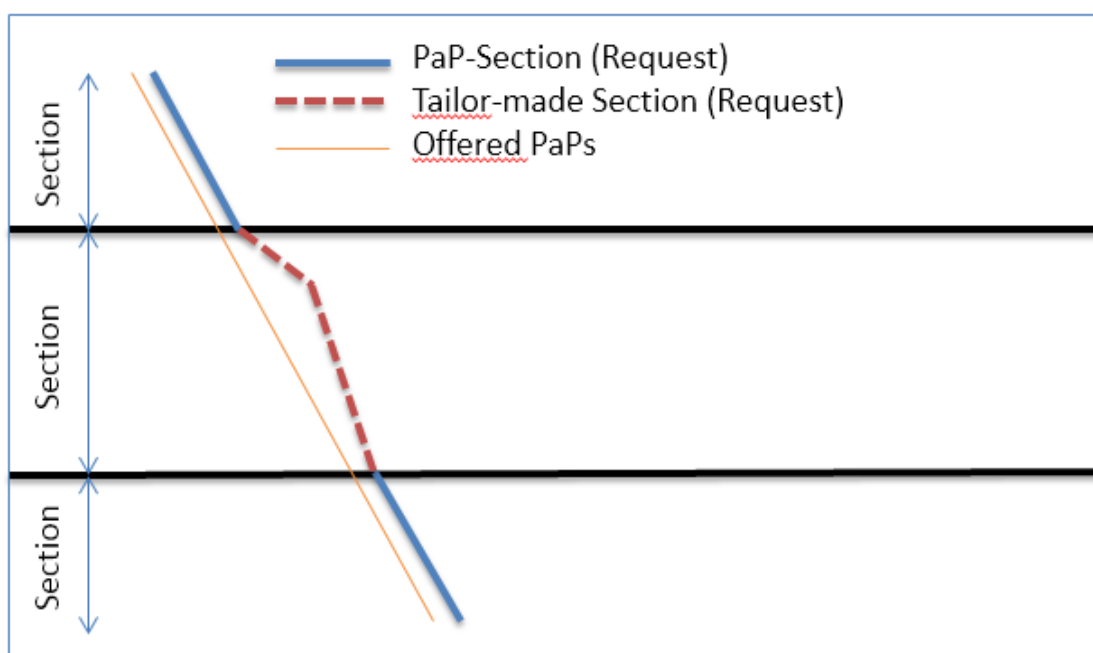 PaP-Section (Request)
Tailor-made Section (Request)
Offered PaPs
Section
Section
Section